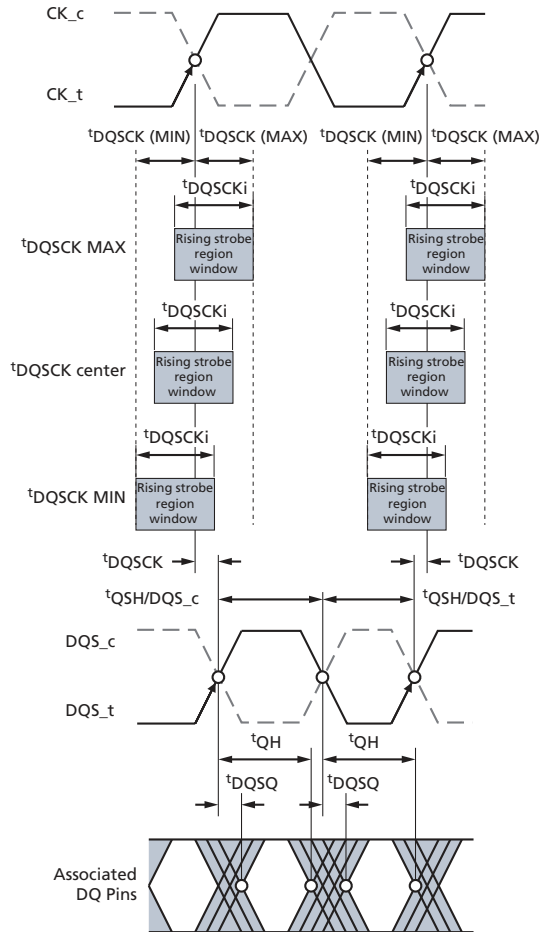 CK_c
CK_t
tDQSCK (MIN) tDQSCK (MAX) tDQSCK (MIN) tDQSCK (MAX)
tDQSCKi tDQSCKi
tDQSCK MAX
Rising strobe
region
window
Rising strobe
region
window
tDQSCKi tDQSCKi
tDQSCK center
Rising strobe
region
window
Rising strobe
region
window
tDQSCKi tDQSCKi
tDQSCK MIN
Rising strobe
region
window
Rising strobe
region
window
tDQSCK tDQSCK
tQSH/DQS_c tQSH/DQS_t
DQS_c
DQS_t
tQH tQH
tDQSQ tDQSQ
Associated
DQ Pins